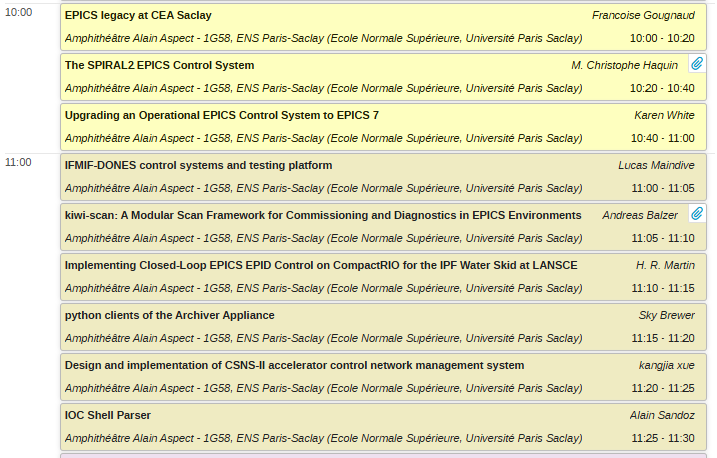 10:00
EPICS legacy at CEA Saclay Francoise Gougnaud
Amphithéâtre Alain Aspect - 1G58, ENS Paris-Saclay (Ecole Normale Supérieure, Université Paris Saclay) 10:00 - 10:20
The SPIRAL2 EPICS Control System M. Christophe Haquin
Amphithéâtre Alain Aspect - 1G58, ENS Paris-Saclay (Ecole Normale Supérieure, Université Paris Saclay) 10:20 - 10:40
Upgrading an Operational EPICS Control System to EPICS 7 Karen White
Amphithéâtre Alain Aspect - 1G58, ENS Paris-Saclay (Ecole Normale Supérieure, Université Paris Saclay) 10:40 - 11:00
11:00
IFMIF-DONES control systems and testing platform Lucas Maindive
Amphithéâtre Alain Aspect - 1G58, ENS Paris-Saclay (Ecole Normale Supérieure, Université Paris Saclay) 11:00 - 11:05
kiwi-scan: A Modular Scan Framework for Commissioning and Diagnostics in EPICS Environments Andreas Balzer
Amphithéâtre Alain Aspect - 1G58, ENS Paris-Saclay (Ecole Normale Supérieure, Université Paris Saclay) 11:05 - 11:10
Implementing Closed-Loop EPICS EPID Control on CompactRIO for the IPF Water Skid at LANSCE H. R. Martin
Amphithéâtre Alain Aspect - 1G58, ENS Paris-Saclay (Ecole Normale Supérieure, Université Paris Saclay) 11:10 - 11:15
python clients of the Archiver Appliance Sky Brewer
Amphithéâtre Alain Aspect - 1G58, ENS Paris-Saclay (Ecole Normale Supérieure, Université Paris Saclay) 11:15 - 11:20
Design and implementation of CSNS-II accelerator control network management system kangjia xue
Amphithéâtre Alain Aspect - 1G58, ENS Paris-Saclay (Ecole Normale Supérieure, Université Paris Saclay) 11:20 - 11:25
IOC Shell Parser Alain Sandoz
Amphithéâtre Alain Aspect - 1G58, ENS Paris-Saclay (Ecole Normale Supérieure, Université Paris Saclay) 11:25 - 11:30